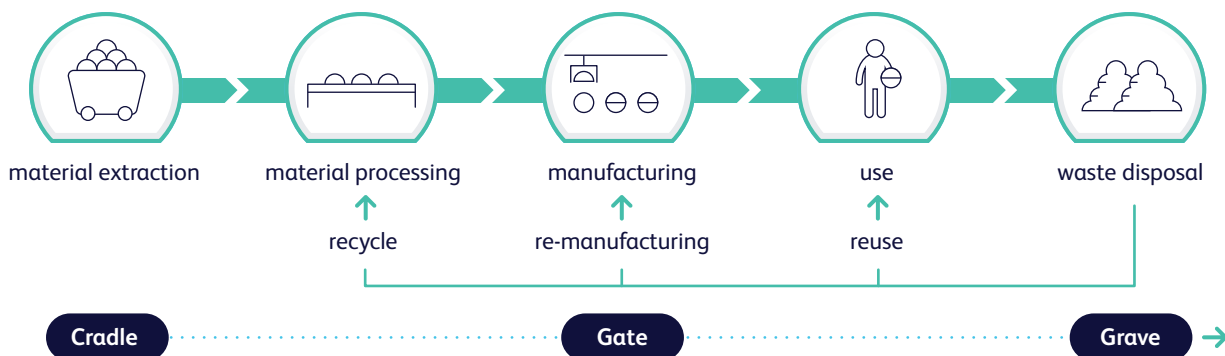 material extraction
material processing
manufacturing
use
waste disposal
recycle
re-manufacturing
reuse
Cradle
Gate
Grave